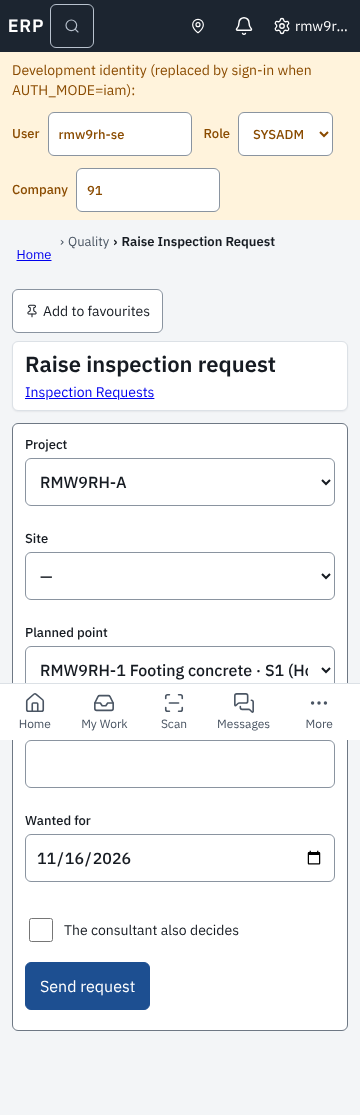 ERP
rmw9r...
Development identity (replaced by sign-in when
AUTH_MODE=iam):
User
rmw9rh-se
Role
SYSADM
Company
91
› Quality › Raise Inspection Request
Home
Add to favourites
Raise inspection request
Inspection Requests
Project
RMW9RH-A
Site
—
Planned point
RMW9RH-1 Footing concrete · S1 (Ho
Home
My Work
Scan
Messages
More
Wanted for
11/16/2026
The consultant also decides
Send request